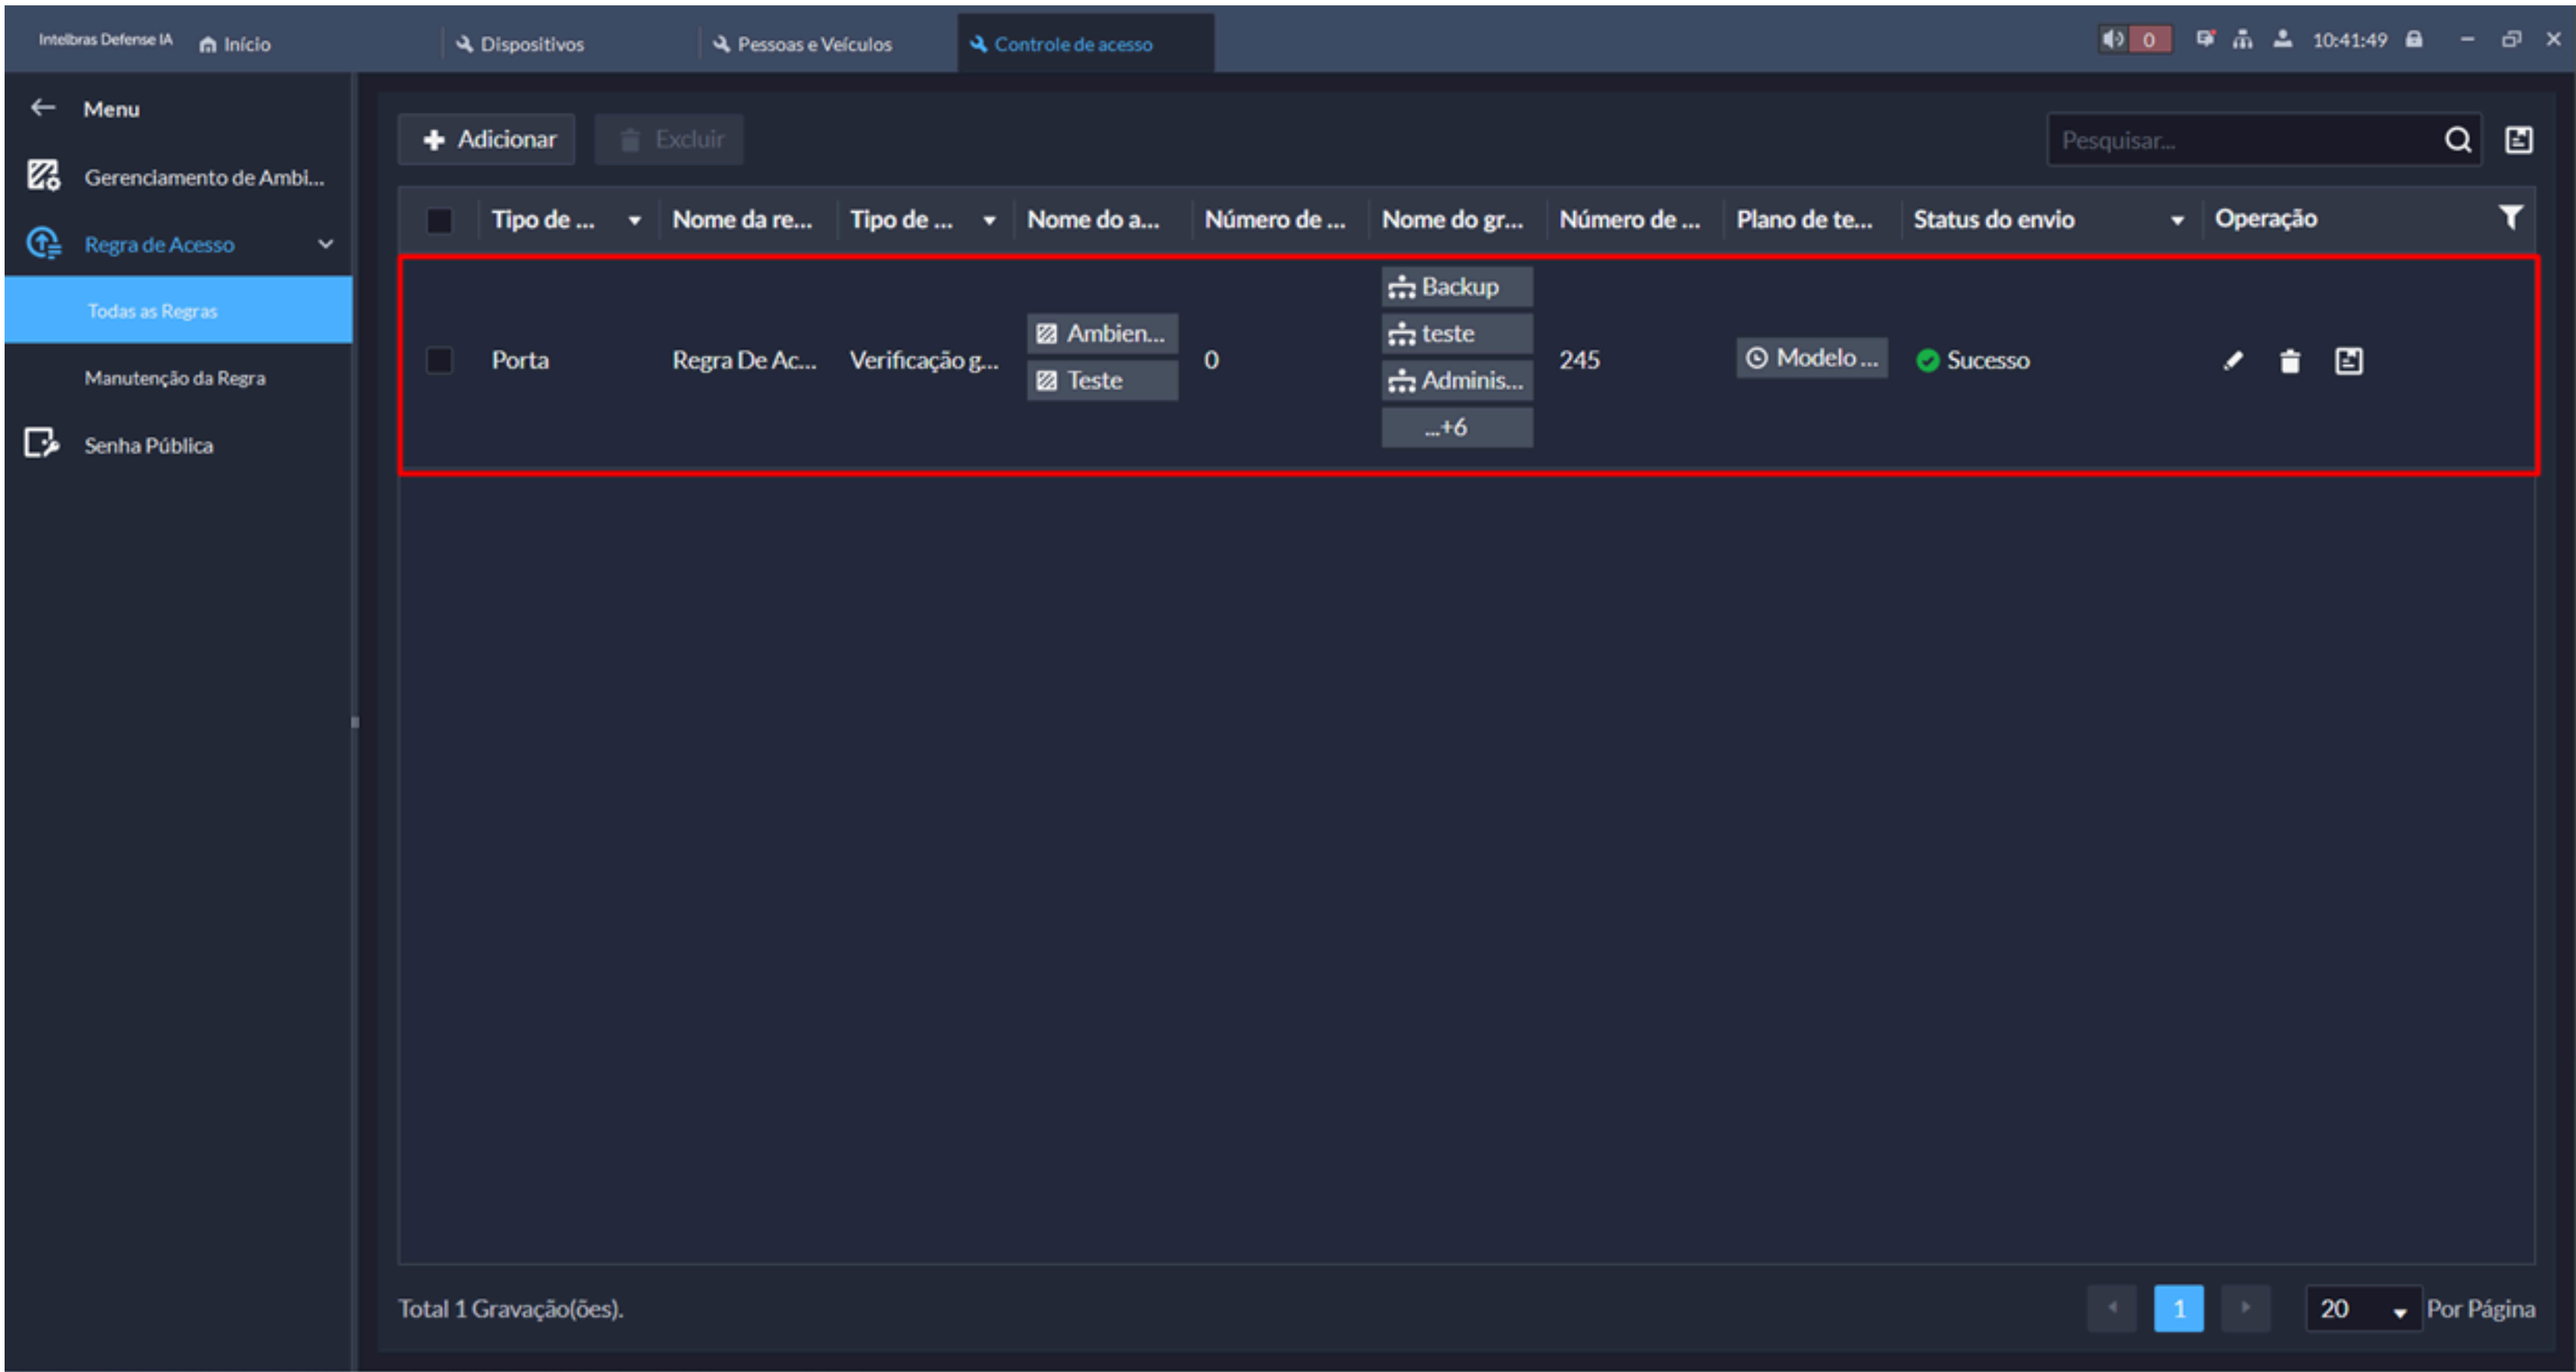 Intelbras Defense IA Início Dispositivos Pessoas e Veículos Controle de acesso 0 10:41:49
Menu
Gerenciamento de Ambi...
Regra de Acesso
Todas as Regras
Manutenção da Regra
Senha Pública
Adicionar Excluir Pesquisar...
Tipo de ... Nome da re... Tipo de ... Nome do a... Número de ... Nome do gr... Número de ... Plano de te... Status do envio Operação
Porta Regra De Ac... Verificação g... Ambien... 0 Backup 245 Modelo ... Sucesso
Teste teste
Adminis...
...+6
Total 1 Gravação(ões). 1 20 Por Página